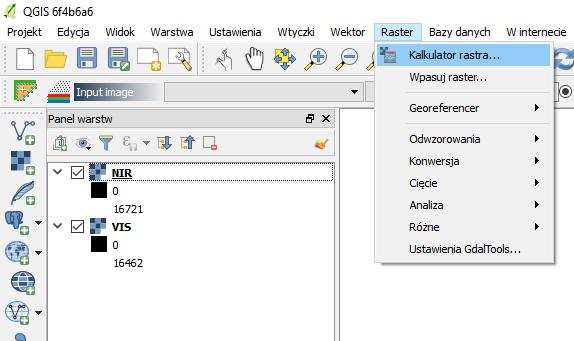 QGIS 6f4b6a6
Projekt Edycja Widok Warstwa Ustawienia Wtyczki Wektor Raster Bazy danych W internecie
Kalkulator rastra...
Wpasuj raster...
Georeferencer
Odwzorowania
Konwersja
Cięcie
Analiza
Różne
Ustawienia GdalTools...
Input image
Panel warstw
NIR
0
16721
VIS
0
16462